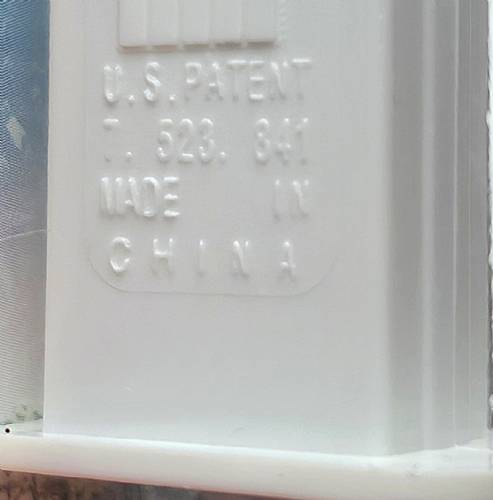 U.S. PATENT
7. 523. 841
MADE IN
CHINA